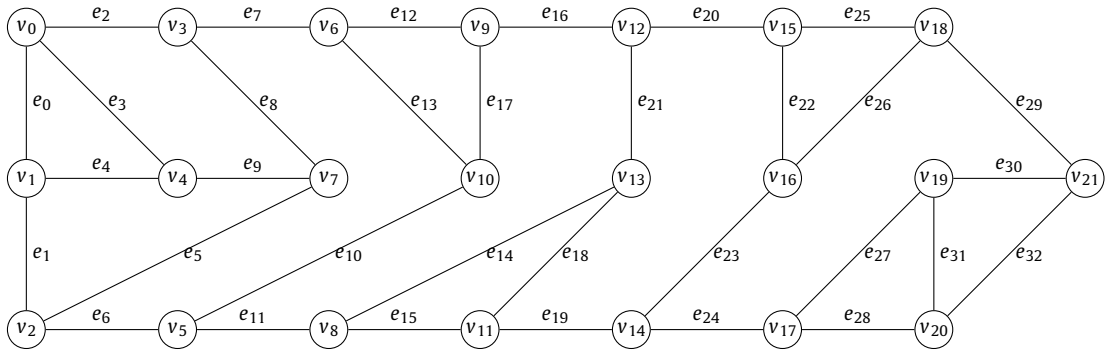 e₂ e₇ e₁₂ e₁₆ e₂₀ e₂₅
v₀ v₃ v₆ v₉ v₁₂ v₁₅ v₁₈
e₀ e₃ e₈ e₁₃ e₁₇ e₂₁ e₂₂ e₂₆ e₂₉
e₄ e₉ e₃₀
v₁ v₄ v₇ v₁₀ v₁₃ v₁₆ v₁₉ v₂₁
e₁ e₅ e₁₀ e₁₄ e₁₈ e₂₃ e₂₇ e₃₁ e₃₂
e₆ e₁₁ e₁₅ e₁₉ e₂₄ e₂₈
v₂ v₅ v₈ v₁₁ v₁₄ v₁₇ v₂₀